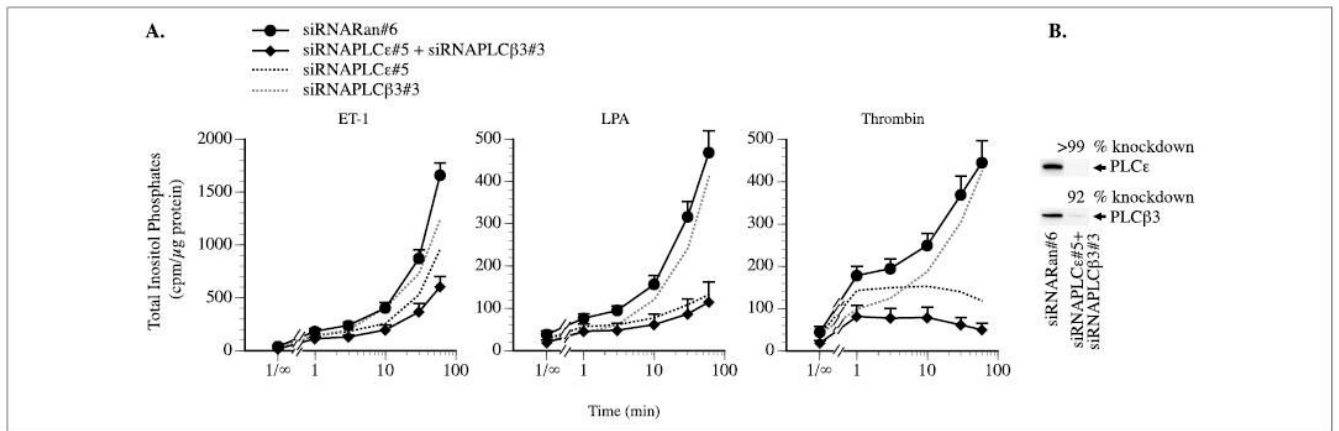 A.
siRNARan#6
siRNAPLCε#5 + siRNAPLCβ3#3
siRNAPLCε#5
siRNAPLCβ3#3
ET-1
LPA
Thrombin
Total Inositol Phosphates
(cpm/µg protein)
2000
1500
1000
500
0
1/∞ 1 10 100
500
400
300
200
100
0
1/∞ 1 10 100
500
400
300
200
100
0
1/∞ 1 10 100
Time (min)
B.
>99 % knockdown
PLCε
92 % knockdown
PLCβ3
siRNARan#6
siRNAPLCε#5+
siRNAPLCβ3#3